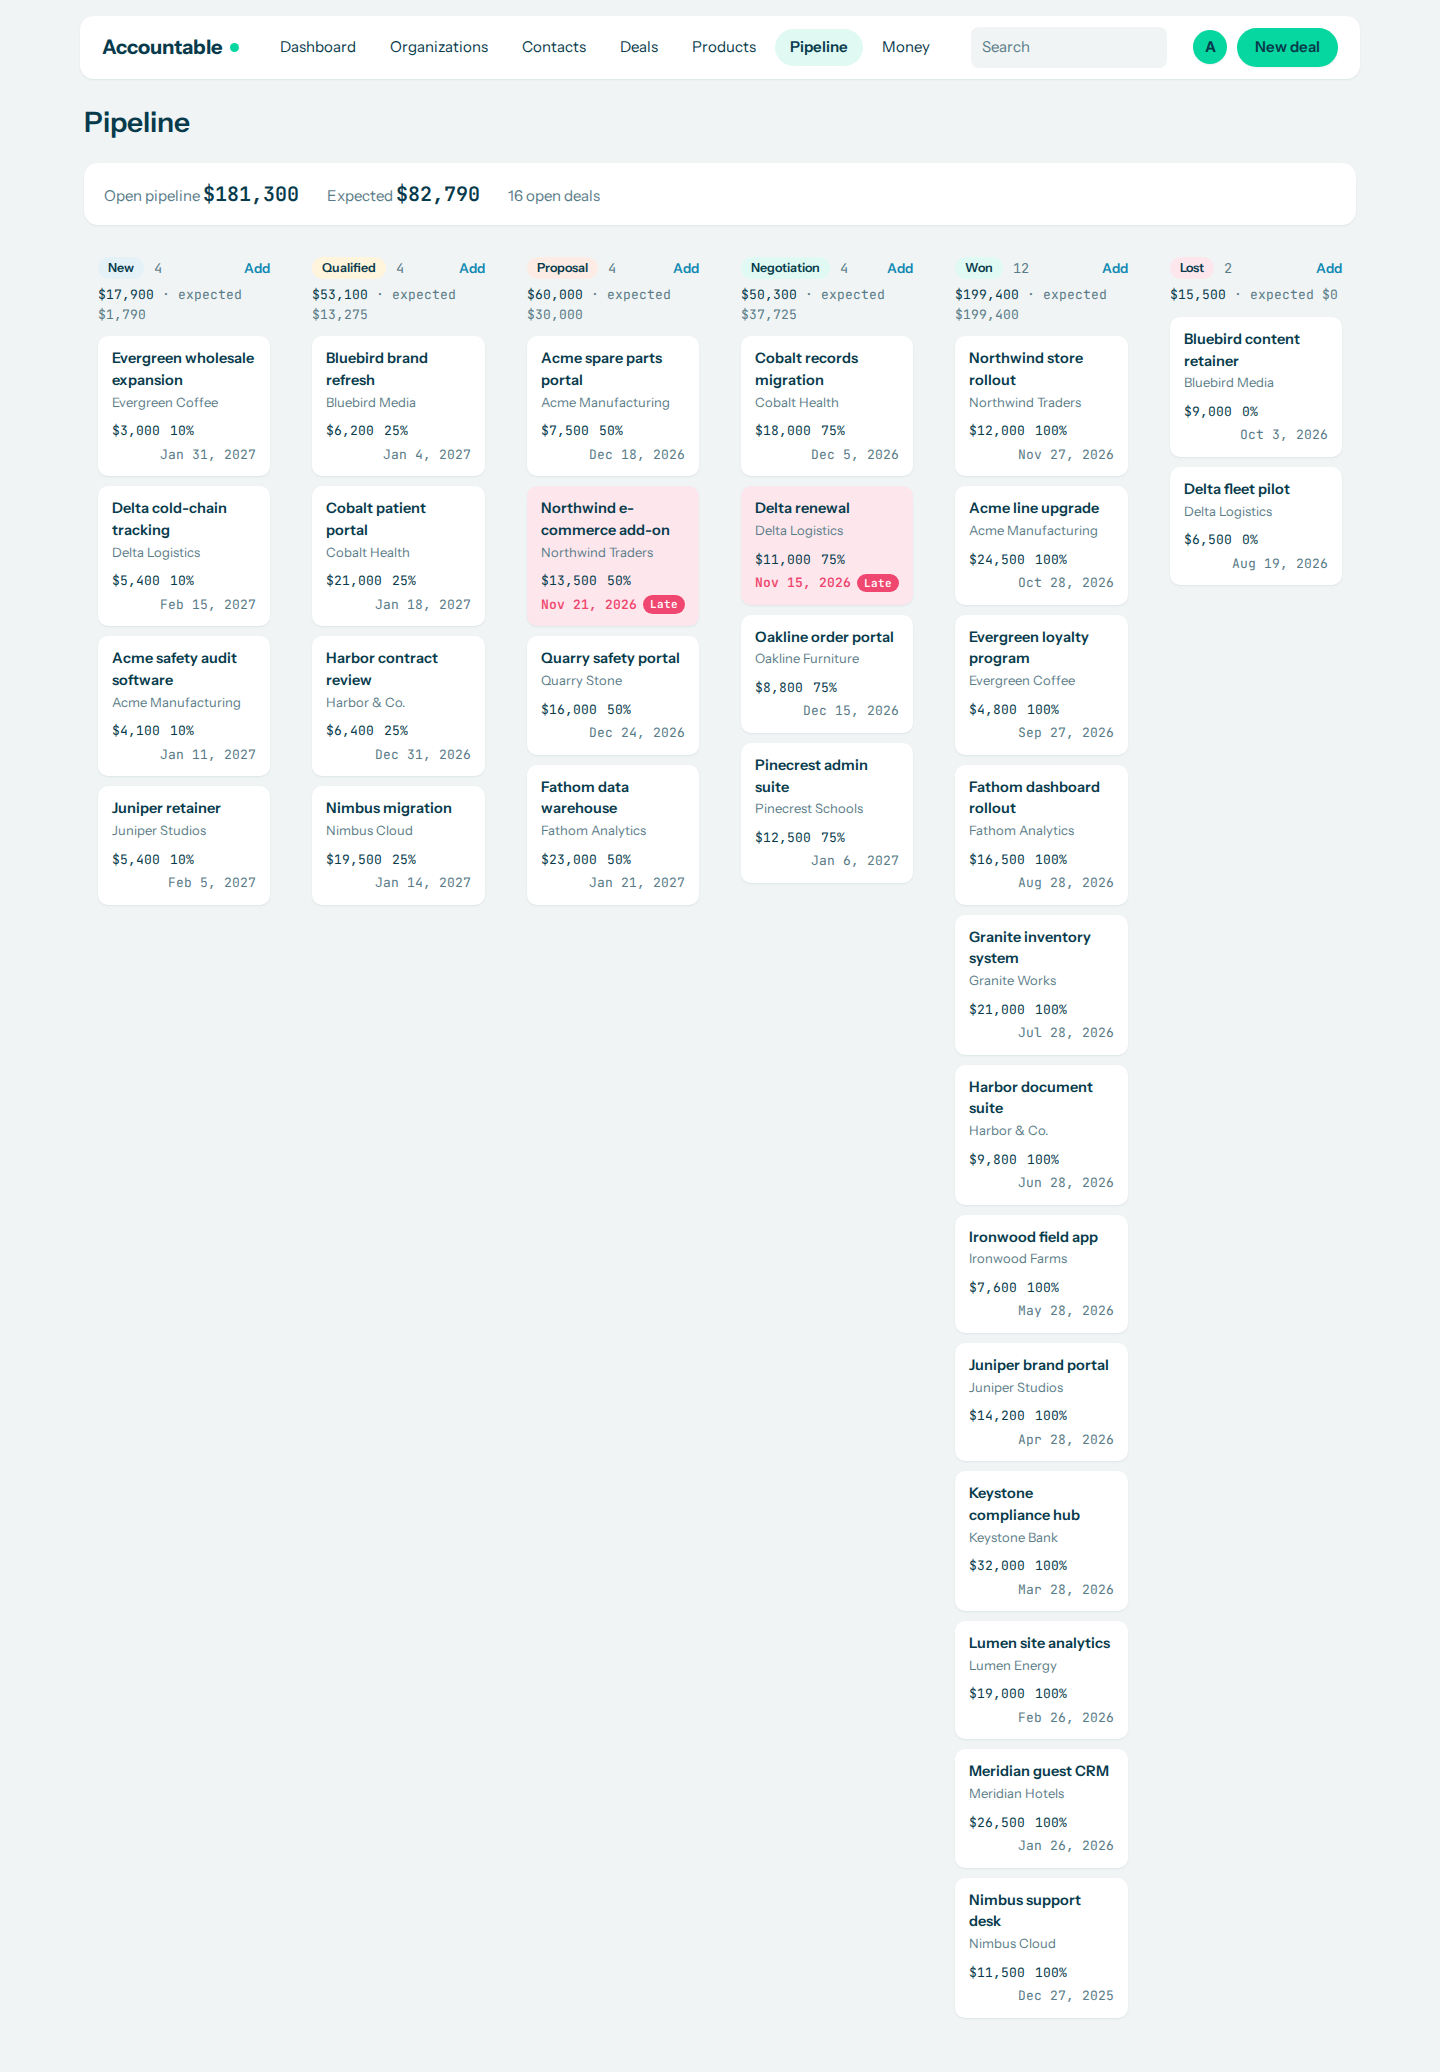 Accountable
Dashboard
Organizations
Contacts
Deals
Products
Pipeline
Money
Search
A
New deal
Pipeline
Open pipeline $181,300
Expected $82,790
16 open deals
New 4 Add
$17,900 · expected
$1,790
Evergreen wholesale
expansion
Evergreen Coffee
$3,000 10%
Jan 31, 2027
Delta cold-chain
tracking
Delta Logistics
$5,400 10%
Feb 15, 2027
Acme safety audit
software
Acme Manufacturing
$4,100 10%
Jan 11, 2027
Juniper retainer
Juniper Studios
$5,400 10%
Feb 5, 2027
Qualified 4 Add
$53,100 · expected
$13,275
Bluebird brand
refresh
Bluebird Media
$6,200 25%
Jan 4, 2027
Cobalt patient
portal
Cobalt Health
$21,000 25%
Jan 18, 2027
Harbor contract
review
Harbor & Co.
$6,400 25%
Dec 31, 2026
Nimbus migration
Nimbus Cloud
$19,500 25%
Jan 14, 2027
Proposal 4 Add
$60,000 · expected
$30,000
Acme spare parts
portal
Acme Manufacturing
$7,500 50%
Dec 18, 2026
Northwind e-
commerce add-on
Northwind Traders
$13,500 50%
Nov 21, 2026 Late
Quarry safety portal
Quarry Stone
$16,000 50%
Dec 24, 2026
Fathom data
warehouse
Fathom Analytics
$23,000 50%
Jan 21, 2027
Negotiation 4 Add
$50,300 · expected
$37,725
Cobalt records
migration
Cobalt Health
$18,000 75%
Dec 5, 2026
Delta renewal
Delta Logistics
$11,000 75%
Nov 15, 2026 Late
Oakline order portal
Oakline Furniture
$8,800 75%
Dec 15, 2026
Pinecrest admin
suite
Pinecrest Schools
$12,500 75%
Jan 6, 2027
Won 12 Add
$199,400 · expected
$199,400
Northwind store
rollout
Northwind Traders
$12,000 100%
Nov 27, 2026
Acme line upgrade
Acme Manufacturing
$24,500 100%
Oct 28, 2026
Evergreen loyalty
program
Evergreen Coffee
$4,800 100%
Sep 27, 2026
Fathom dashboard
rollout
Fathom Analytics
$16,500 100%
Aug 28, 2026
Granite inventory
system
Granite Works
$21,000 100%
Jul 28, 2026
Harbor document
suite
Harbor & Co.
$9,800 100%
Jun 28, 2026
Ironwood field app
Ironwood Farms
$7,600 100%
May 28, 2026
Juniper brand portal
Juniper Studios
$14,200 100%
Apr 28, 2026
Keystone
compliance hub
Keystone Bank
$32,000 100%
Mar 28, 2026
Lumen site analytics
Lumen Energy
$19,000 100%
Feb 26, 2026
Meridian guest CRM
Meridian Hotels
$26,500 100%
Jan 26, 2026
Nimbus support
desk
Nimbus Cloud
$11,500 100%
Dec 27, 2025
Lost 2 Add
$15,500 · expected $0
Bluebird content
retainer
Bluebird Media
$9,000 0%
Oct 3, 2026
Delta fleet pilot
Delta Logistics
$6,500 0%
Aug 19, 2026